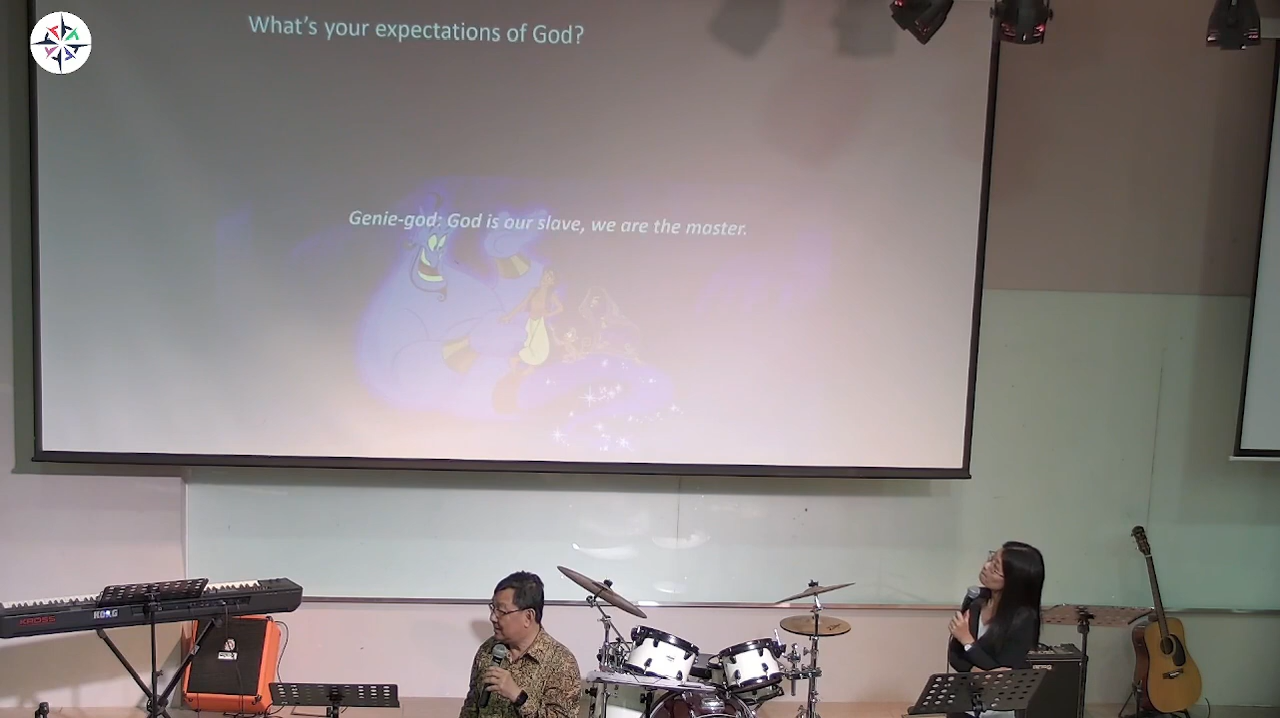 What's your expectations of God?
Genie-god: God is our slave, we are the master.
KROSS
KORG